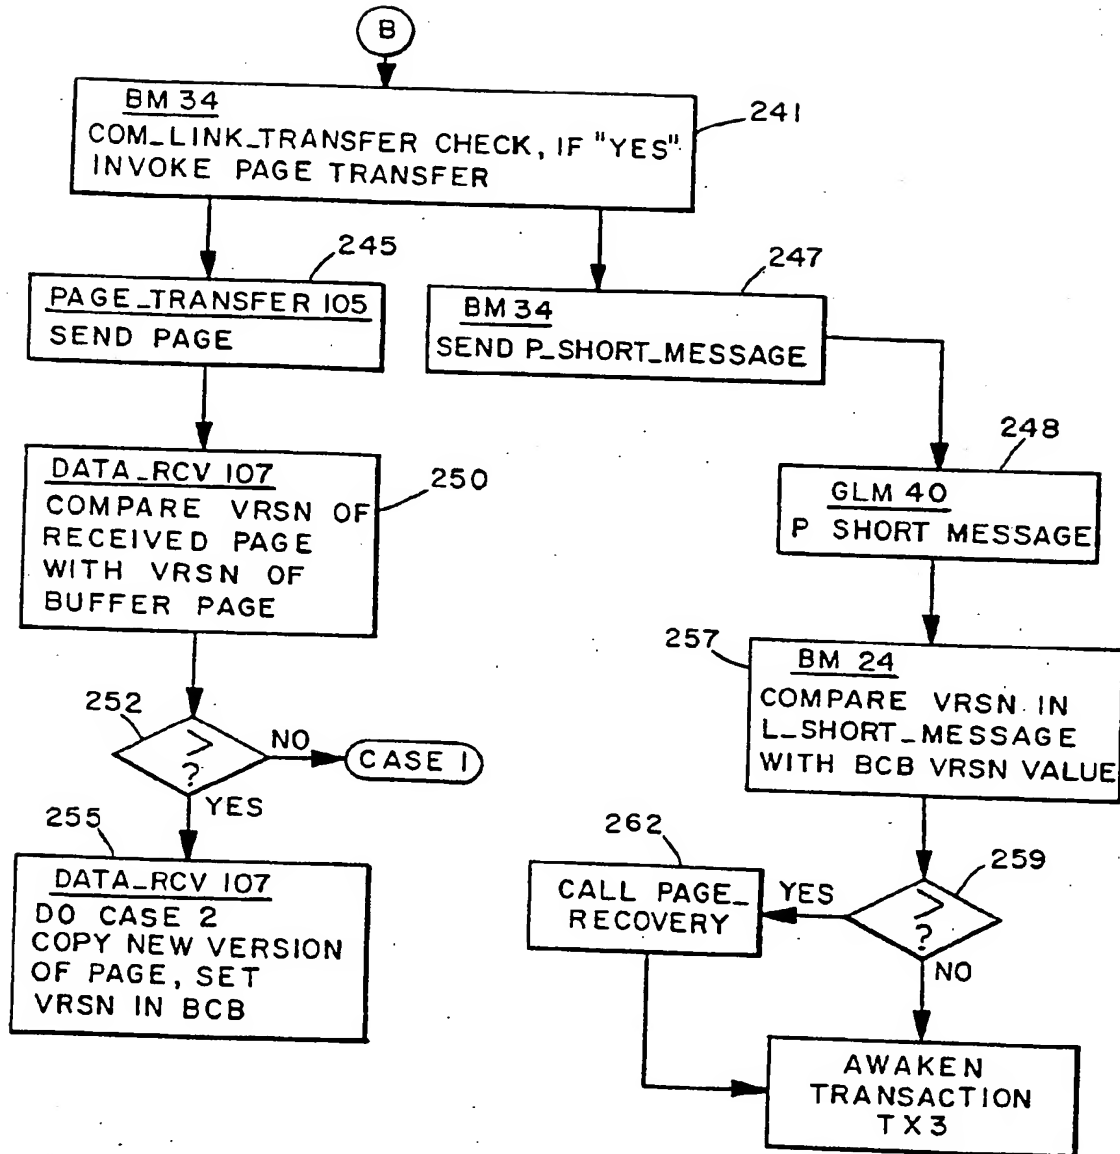 B
BM 34
COM_LINK_TRANSFER CHECK, IF "YES"
INVOKE PAGE TRANSFER
241
245
PAGE_TRANSFER 105
SEND PAGE
247
BM 34
SEND P_SHORT_MESSAGE
248
GLM 40
P SHORT MESSAGE
DATA_RCV 107
COMPARE VRSN OF
RECEIVED PAGE
WITH VRSN OF
BUFFER PAGE
250
257
BM 24
COMPARE VRSN IN
L_SHORT_MESSAGE
WITH BCB VRSN VALUE
252
>
?
NO
CASE 1
YES
255
DATA_RCV 107
DO CASE 2
COPY NEW VERSION
OF PAGE, SET
VRSN IN BCB
262
CALL PAGE_
RECOVERY
YES
259
>
?
NO
AWAKEN
TRANSACTION
TX3